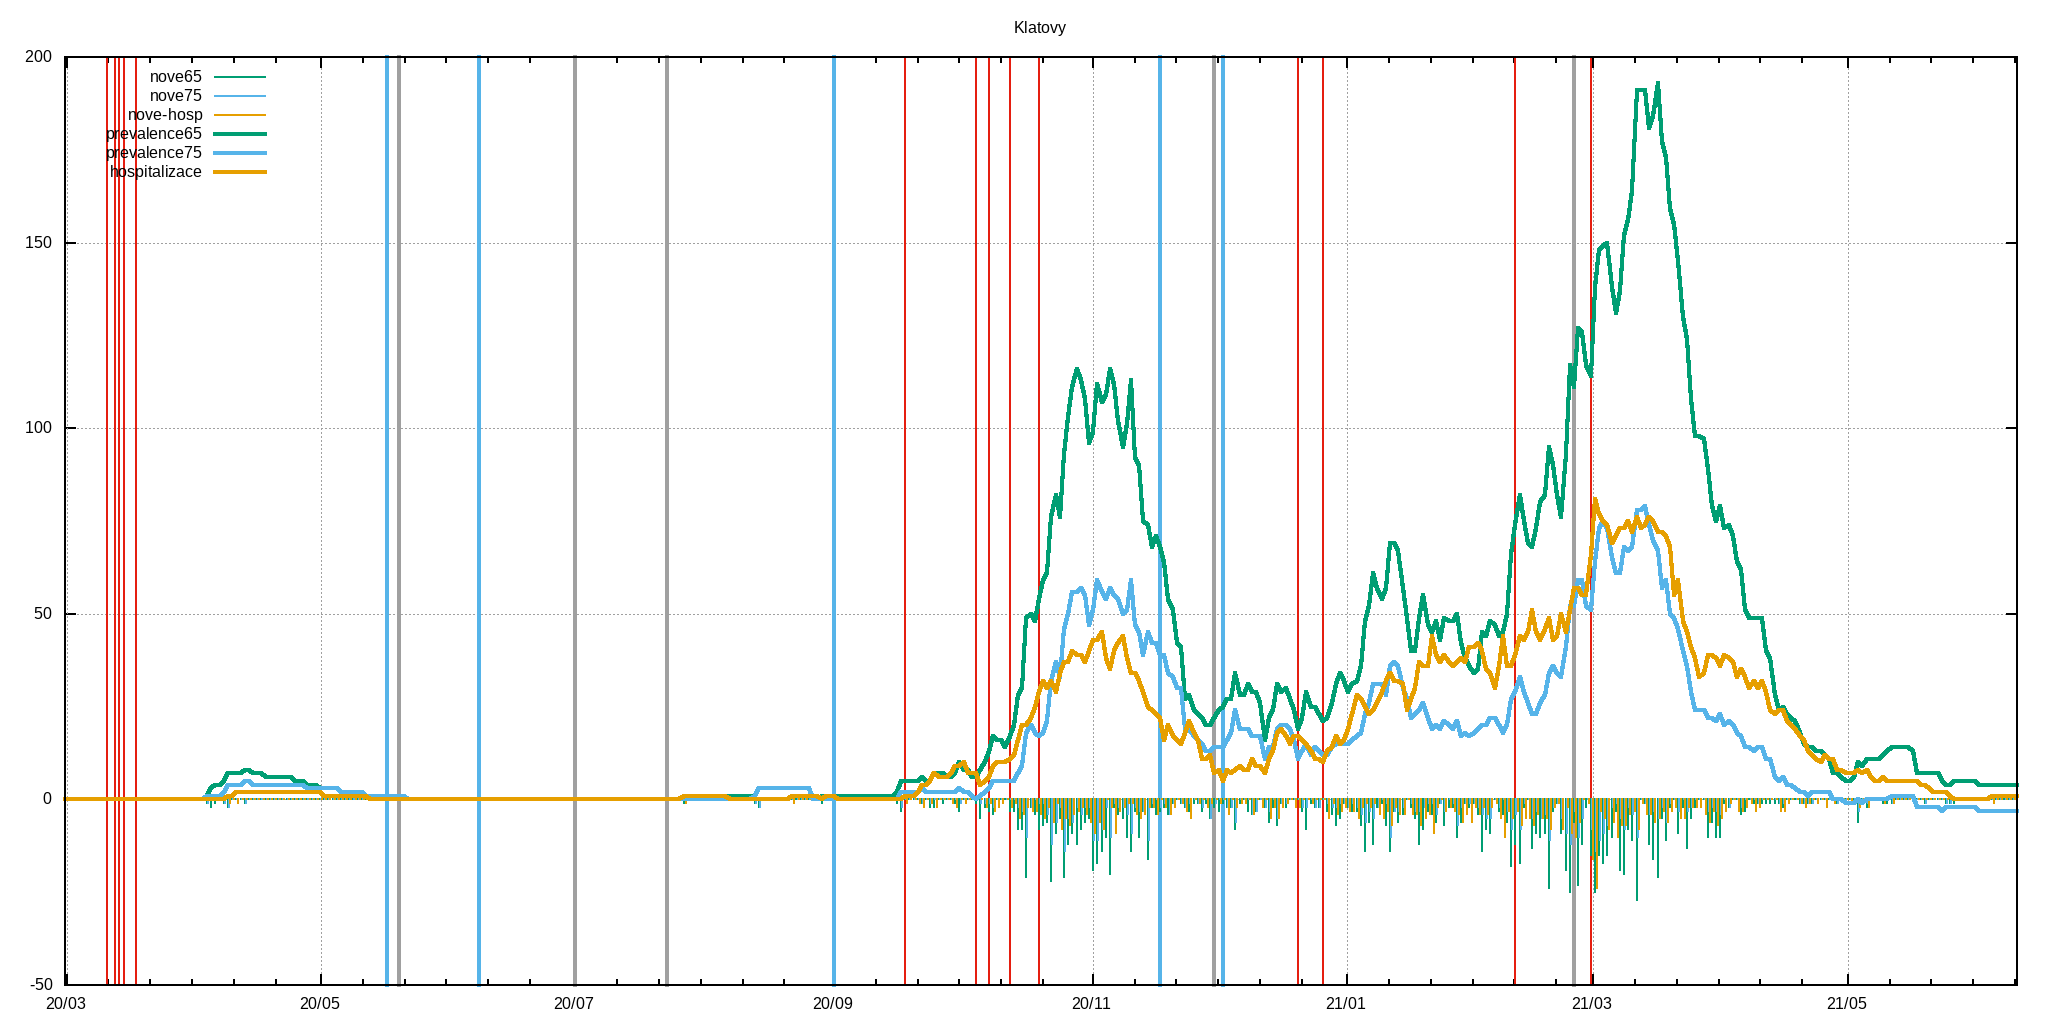 Klatovy
200
nove65
nove75
nove-hosp
prevalence65
prevalence75
hospitalizace
150
100
50
0
-50
20/03 20/05 20/07 20/09 20/11 21/01 21/03 21/05